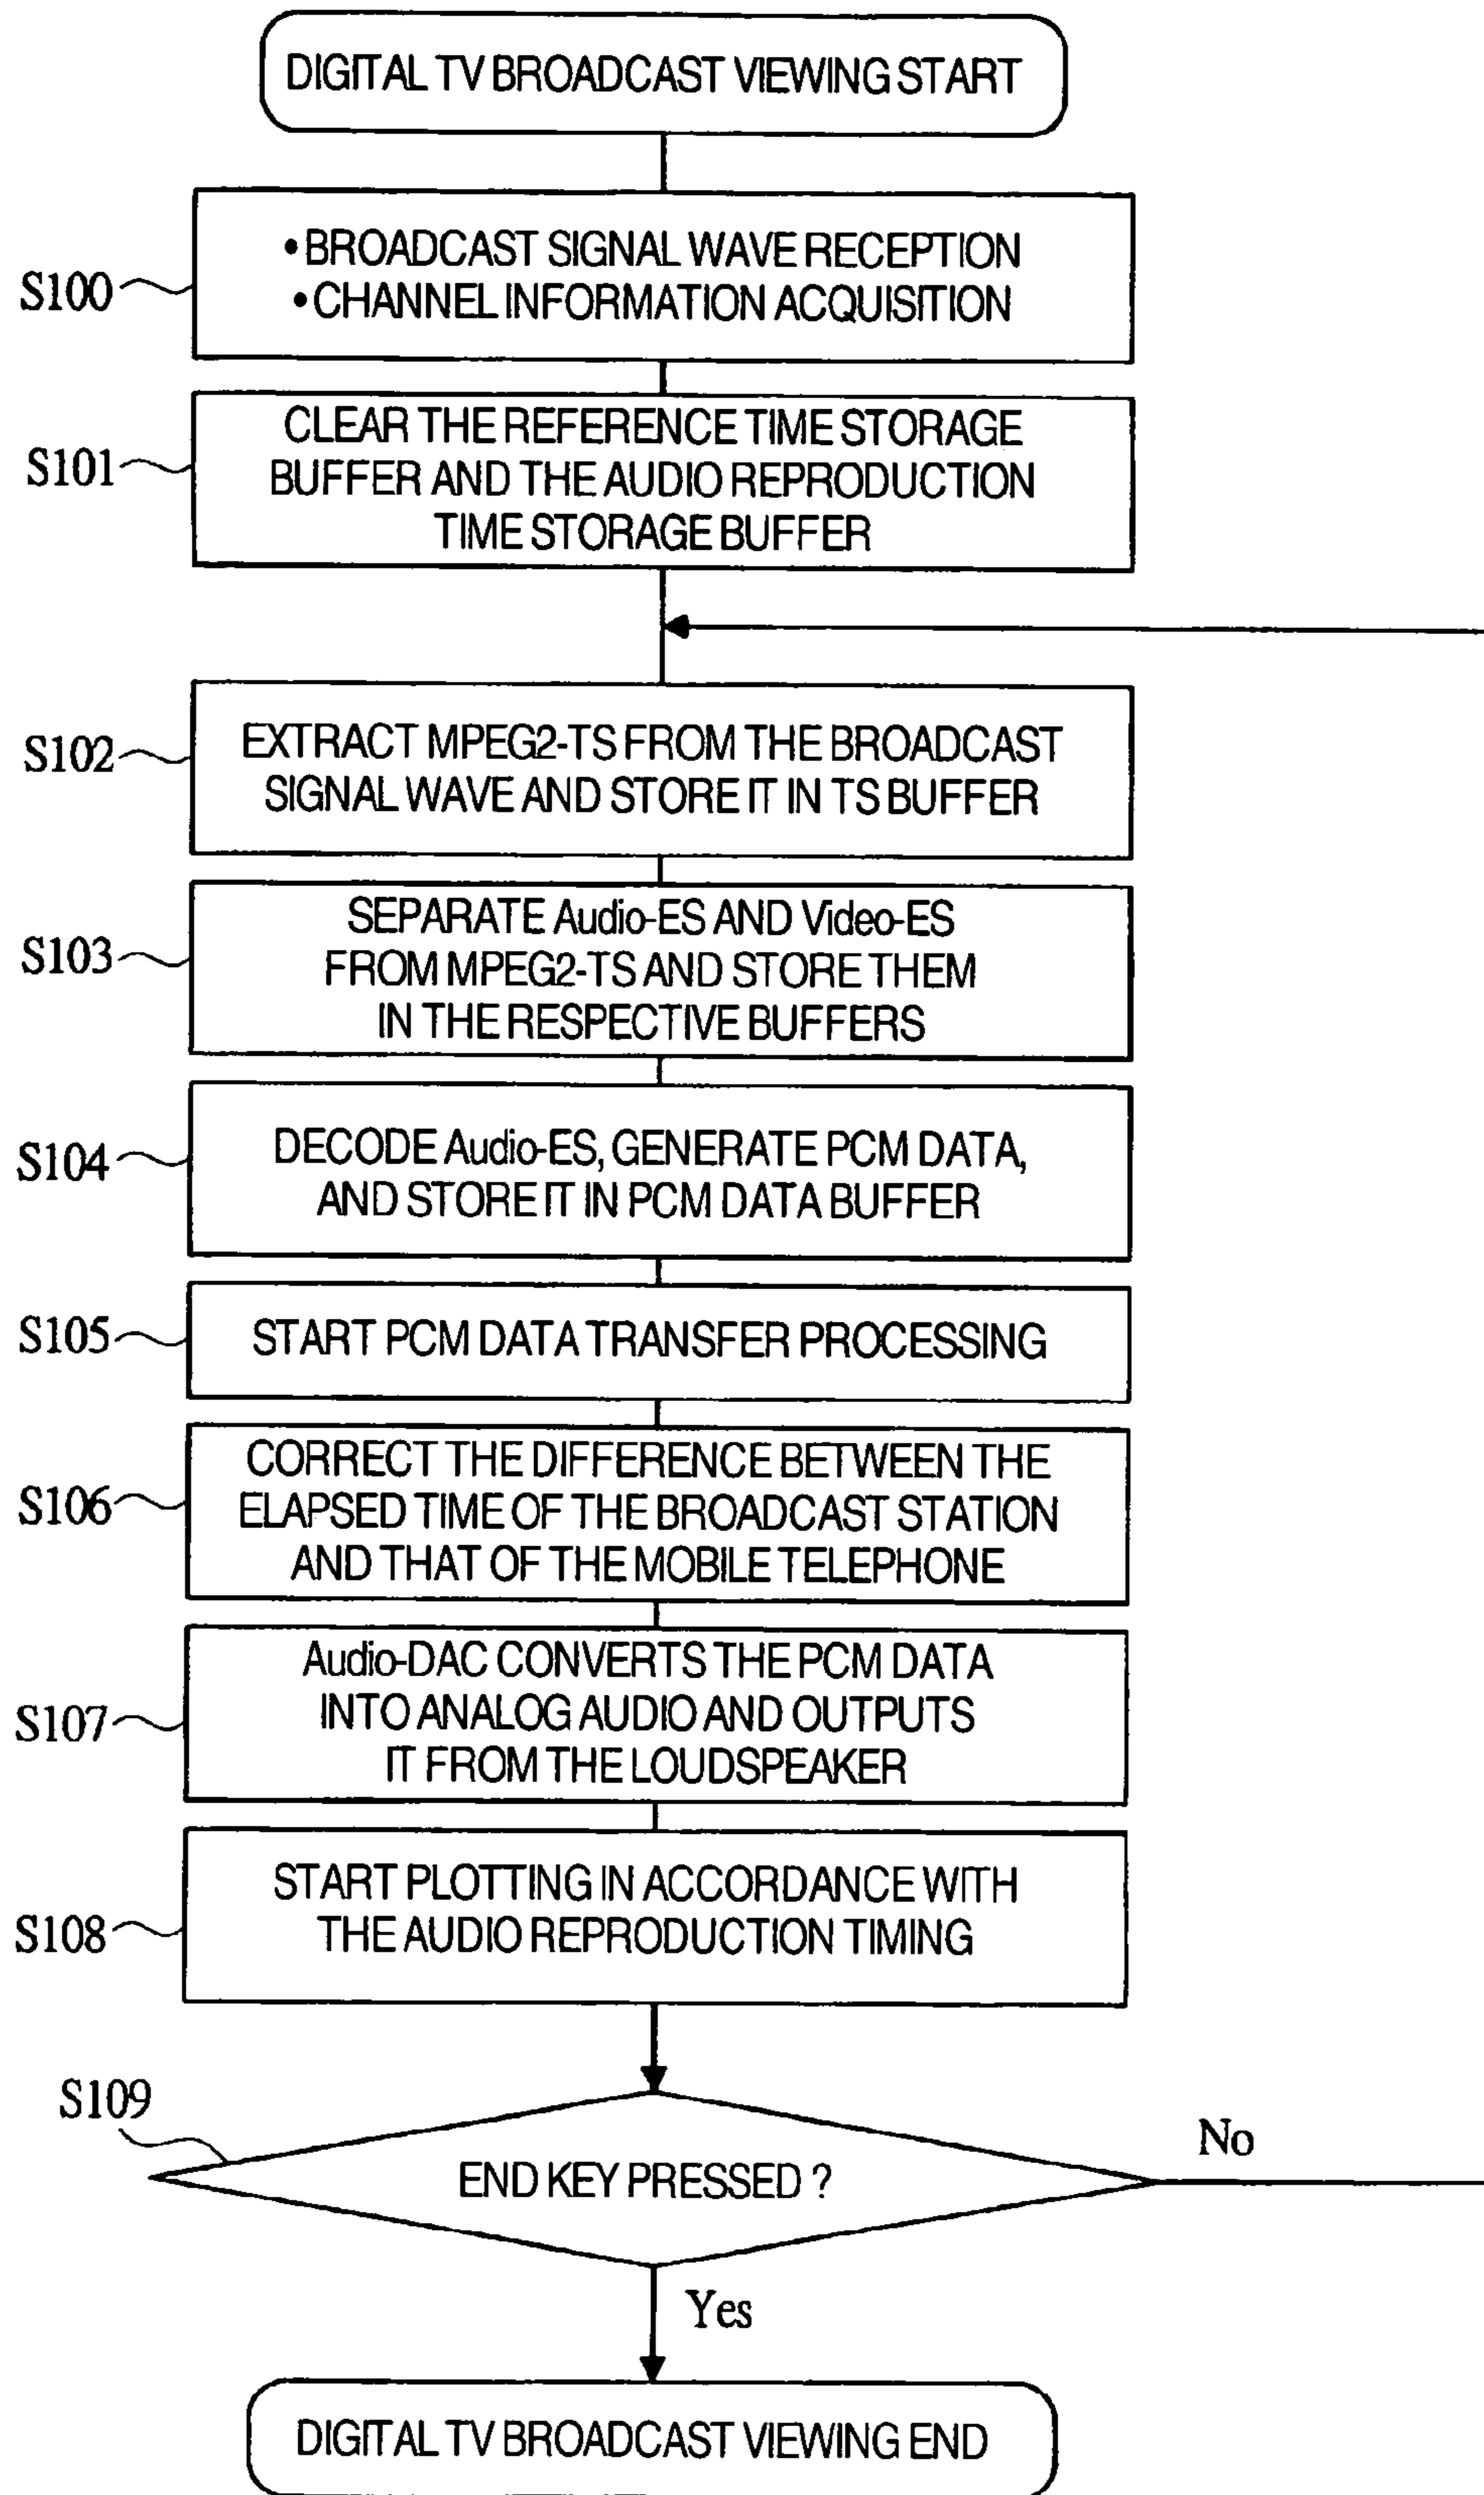 DIGITAL TV BROADCAST VIEWING START
• BROADCAST SIGNAL WAVE RECEPTION
S100
• CHANNEL INFORMATION ACQUISITION
CLEAR THE REFERENCE TIME STORAGE
S101
BUFFER AND THE AUDIO REPRODUCTION
TIME STORAGE BUFFER
S102
EXTRACT MPEG2-TS FROM THE BROADCAST
SIGNAL WAVE AND STORE IT IN TS BUFFER
SEPARATE Audio-ES AND Video-ES
S103
FROM MPEG2-TS AND STORE THEM
IN THE RESPECTIVE BUFFERS
S104
DECODE Audio-ES, GENERATE PCM DATA,
AND STORE IT IN PCM DATA BUFFER
S105
START PCM DATA TRANSFER PROCESSING
CORRECT THE DIFFERENCE BETWEEN THE
S106
ELAPSED TIME OF THE BROADCAST STATION
AND THAT OF THE MOBILE TELEPHONE
Audio-DAC CONVERTS THE PCM DATA
S107
INTO ANALOG AUDIO AND OUTPUTS
IT FROM THE LOUDSPEAKER
START PLOTTING IN ACCORDANCE WITH
S108
THE AUDIO REPRODUCTION TIMING
S109
No
END KEY PRESSED ?
Yes
DIGITAL TV BROADCAST VIEWING END